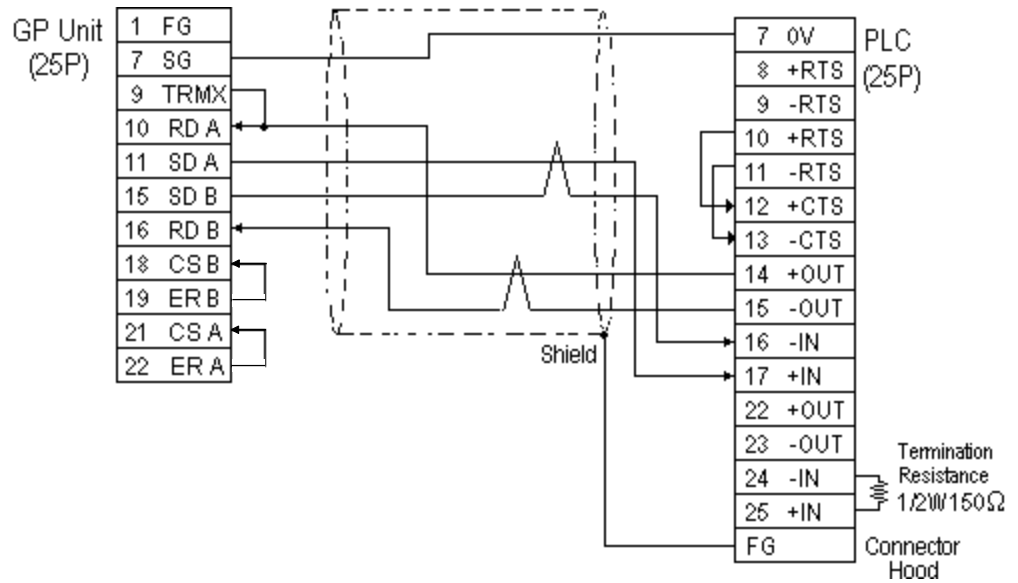 GP Unit
(25P)
1 FG
7 SG
9 TRMX
10 RD A
11 SD A
15 SD B
16 RD B
18 CS B
19 ER B
21 CS A
22 ER A
Shield
PLC
(25P)
7 0V
8 +RTS
9 -RTS
10 +RTS
11 -RTS
12 +CTS
13 -CTS
14 +OUT
15 -OUT
16 -IN
17 +IN
22 +OUT
23 -OUT
24 -IN
25 +IN
FG
Termination
Resistance
1/2W150Ω
Connector
Hood